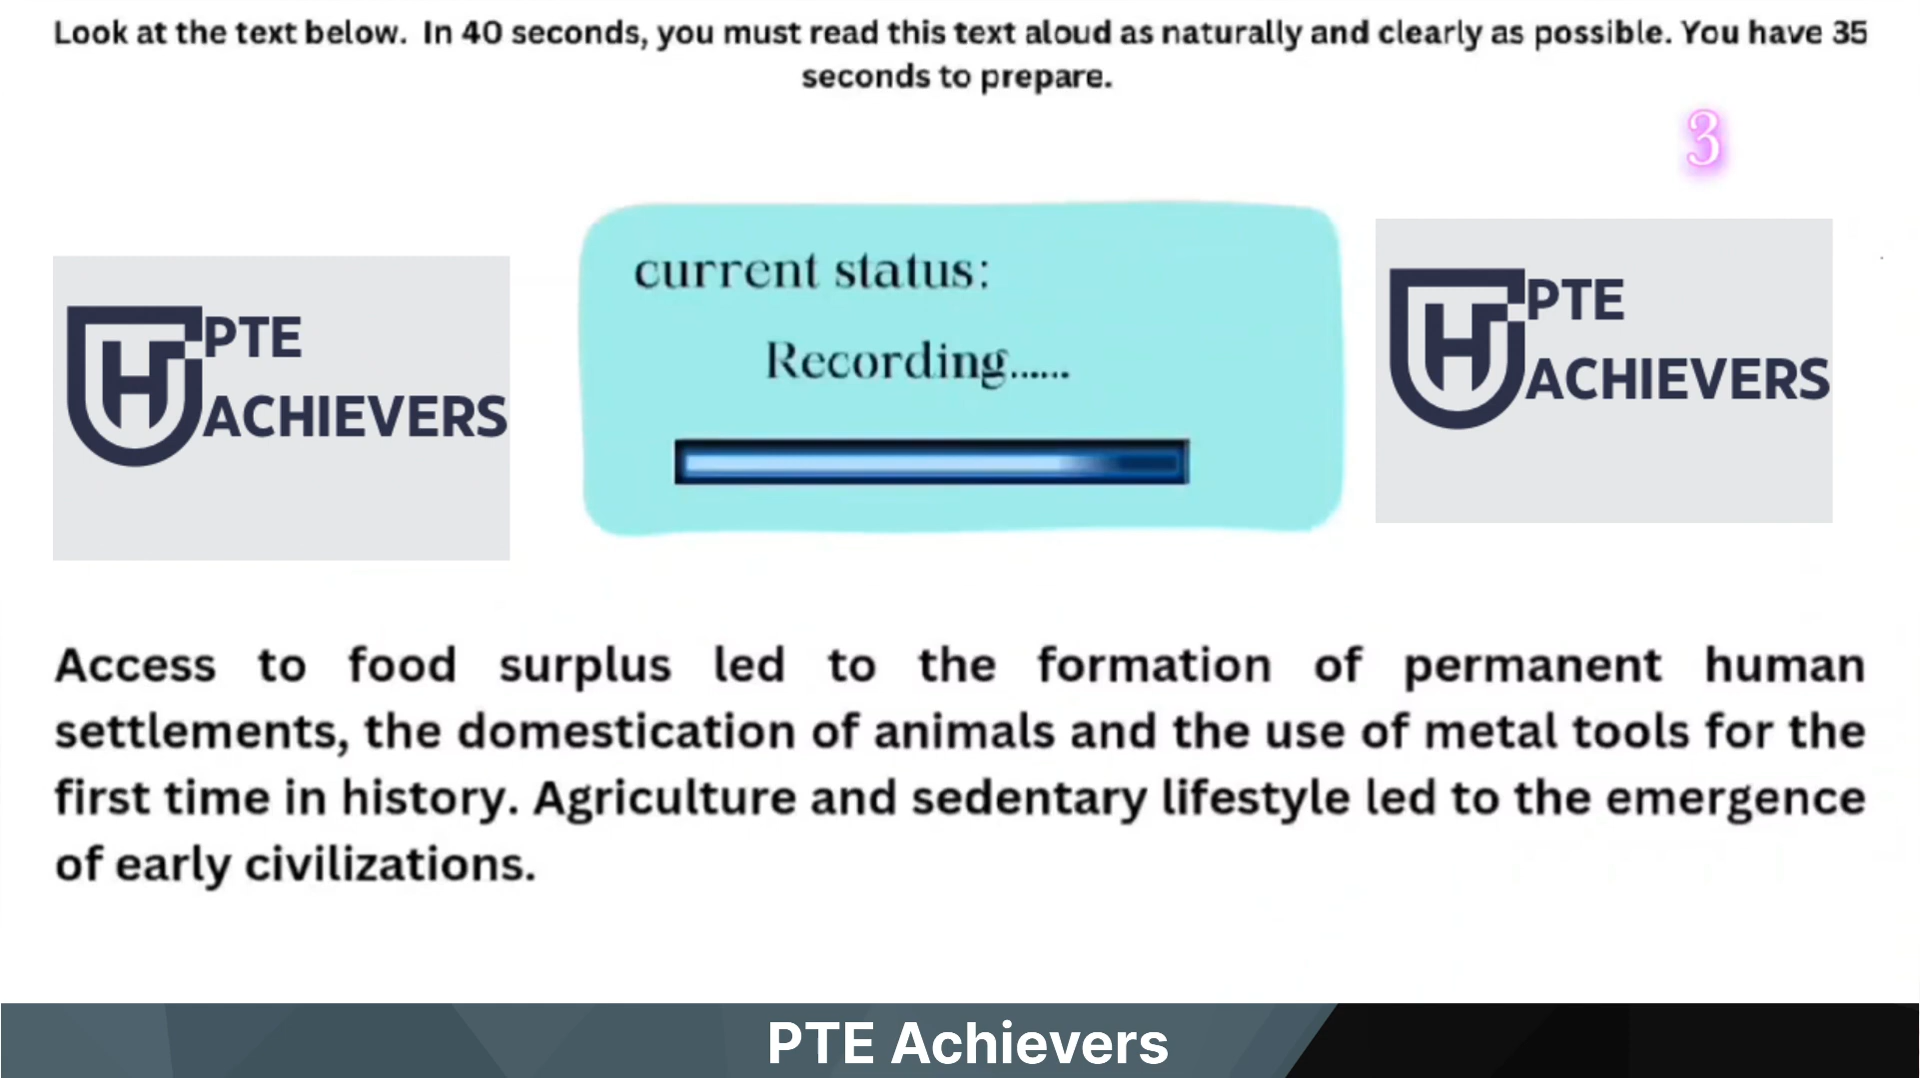 Look at the text below. In 40 seconds, you must read this text aloud as naturally and clearly as possible. You have 35
seconds to prepare.
3
current status:
Recording......
PTE
ACHIEVERS
PTE
ACHIEVERS
Access to food surplus led to the formation of permanent human
settlements, the domestication of animals and the use of metal tools for the
first time in history. Agriculture and sedentary lifestyle led to the emergence
of early civilizations.
PTE Achievers